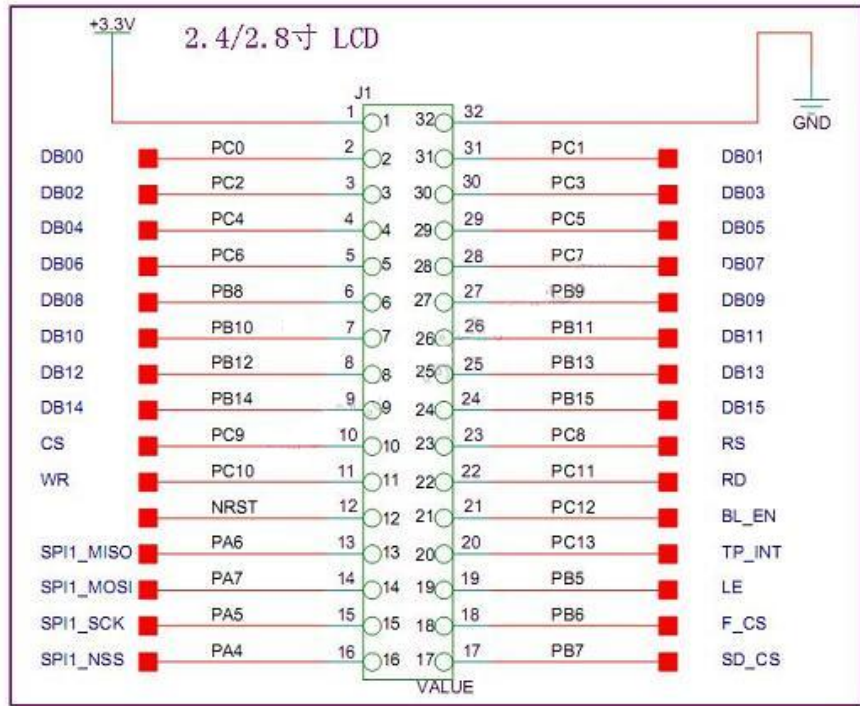 +3.3V
2.4/2.8寸 LCD
J1
1 1 32 32
GND
DB00 PC0 2 2 31 31 PC1 DB01
DB02 PC2 3 3 30 30 PC3 DB03
DB04 PC4 4 4 29 29 PC5 DB05
DB06 PC6 5 5 28 28 PC7 DB07
DB08 PB8 6 6 27 27 PB9 DB09
DB10 PB10 7 7 26 26 PB11 DB11
DB12 PB12 8 8 25 25 PB13 DB13
DB14 PB14 9 9 24 24 PB15 DB15
CS PC9 10 10 23 23 PC8 RS
WR PC10 11 11 22 22 PC11 RD
NRST 12 12 21 21 PC12 BL_EN
SPI1_MISO PA6 13 13 20 20 PC13 TP_INT
SPI1_MOSI PA7 14 14 19 19 PB5 LE
SPI1_SCK PA5 15 15 18 18 PB6 F_CS
SPI1_NSS PA4 16 16 17 17 PB7 SD_CS
VALUE